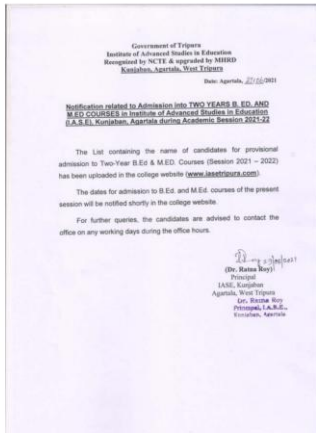 Government of Tripura
Institute of Advanced Studies in Education
Recognized by NCTE & upgraded by MHRD
Kunjaban, Agartala, West Tripura
Date: Agartala, /2021
Notification related to Admission into TWO YEARS B. ED. AND
M.ED COURSES in Institute of Advanced Studies in Education
(I.A.S.E), Kunjaban, Agartala during Academic Session 2021-22
The List containing the name of candidates for provisional
admission to Two-Year B.Ed & M.ED. Courses (Session 2021 – 2022)
has been uploaded in the college website (www.iasetripura.com).
The dates for admission to B.Ed. and M.Ed. courses of the present
session will be notified shortly in the college website.
For further queries, the candidates are advised to contact the
office on any working days during the office hours.
(Dr. Ratna Roy)
Principal
IASE, Kunjaban
Agartala, West Tripura
Dr. Ratna Roy
Principal, I.A.S.E.,
Kunjaban, Agartala